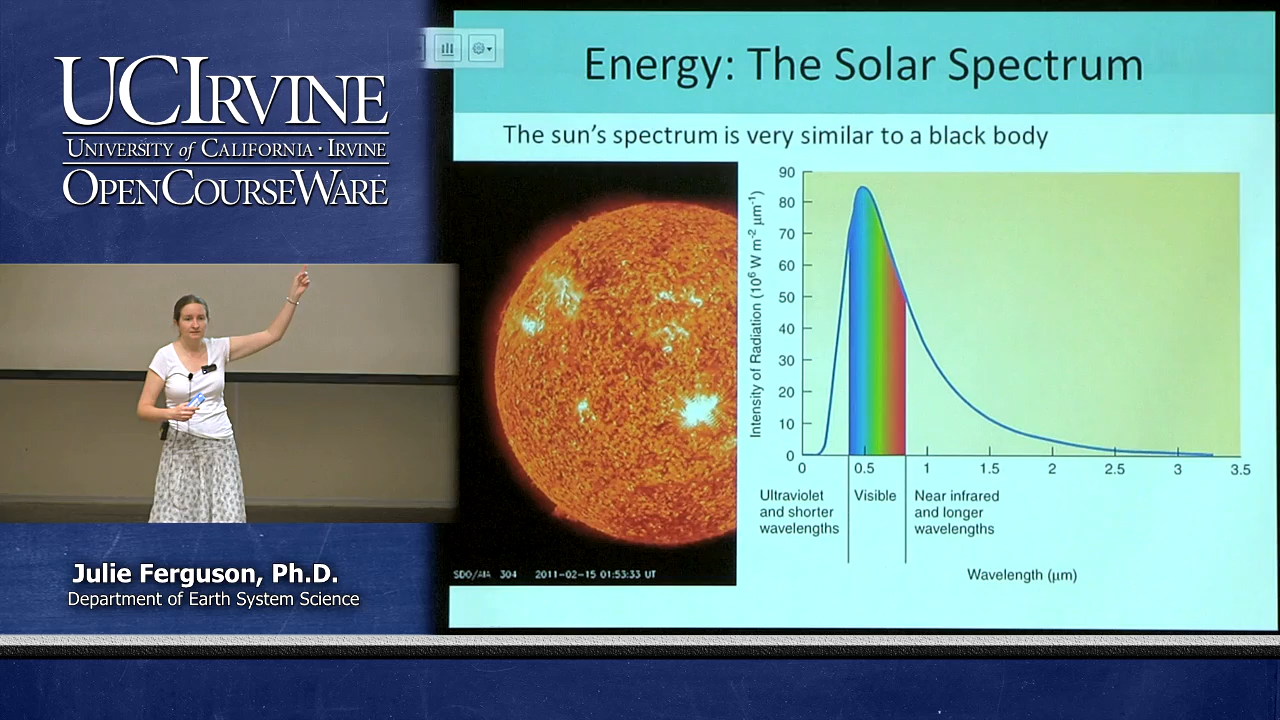 UCIRVINE
UNIVERSITY of CALIFORNIA · IRVINE
OPENCOURSEWARE
Julie Ferguson, Ph.D.
Department of Earth System Science
Energy: The Solar Spectrum
The sun's spectrum is very similar to a black body
SDO/AIA 304 2011-02-15 01:53:33 UT
Intensity of Radiation (10⁶ W m⁻² µm⁻¹)
90
80
70
60
50
40
30
20
10
0
0 0.5 1 1.5 2 2.5 3 3.5
Ultraviolet
and shorter
wavelengths
Visible
Near infrared
and longer
wavelengths
Wavelength (µm)